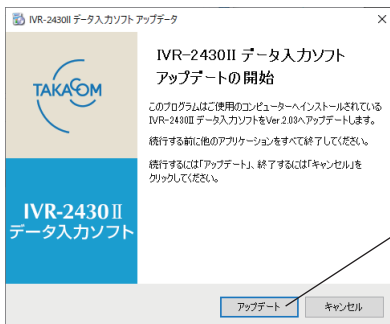 IVR-2430II データ入力ソフト アップデータ
TAKACOM
IVR-2430Ⅱ
データ入力ソフト
IVR-2430II データ入力ソフト
アップデートの開始
このプログラムはご使用のコンピューターへインストールされている
IVR-2430II データ入力ソフトをVer.2.03へアップデートします。
続行する前に他のアプリケーションをすべて終了してください。
続行するには「アップデート」、終了するには「キャンセル」を
クリックしてください。
アップデート
キャンセル